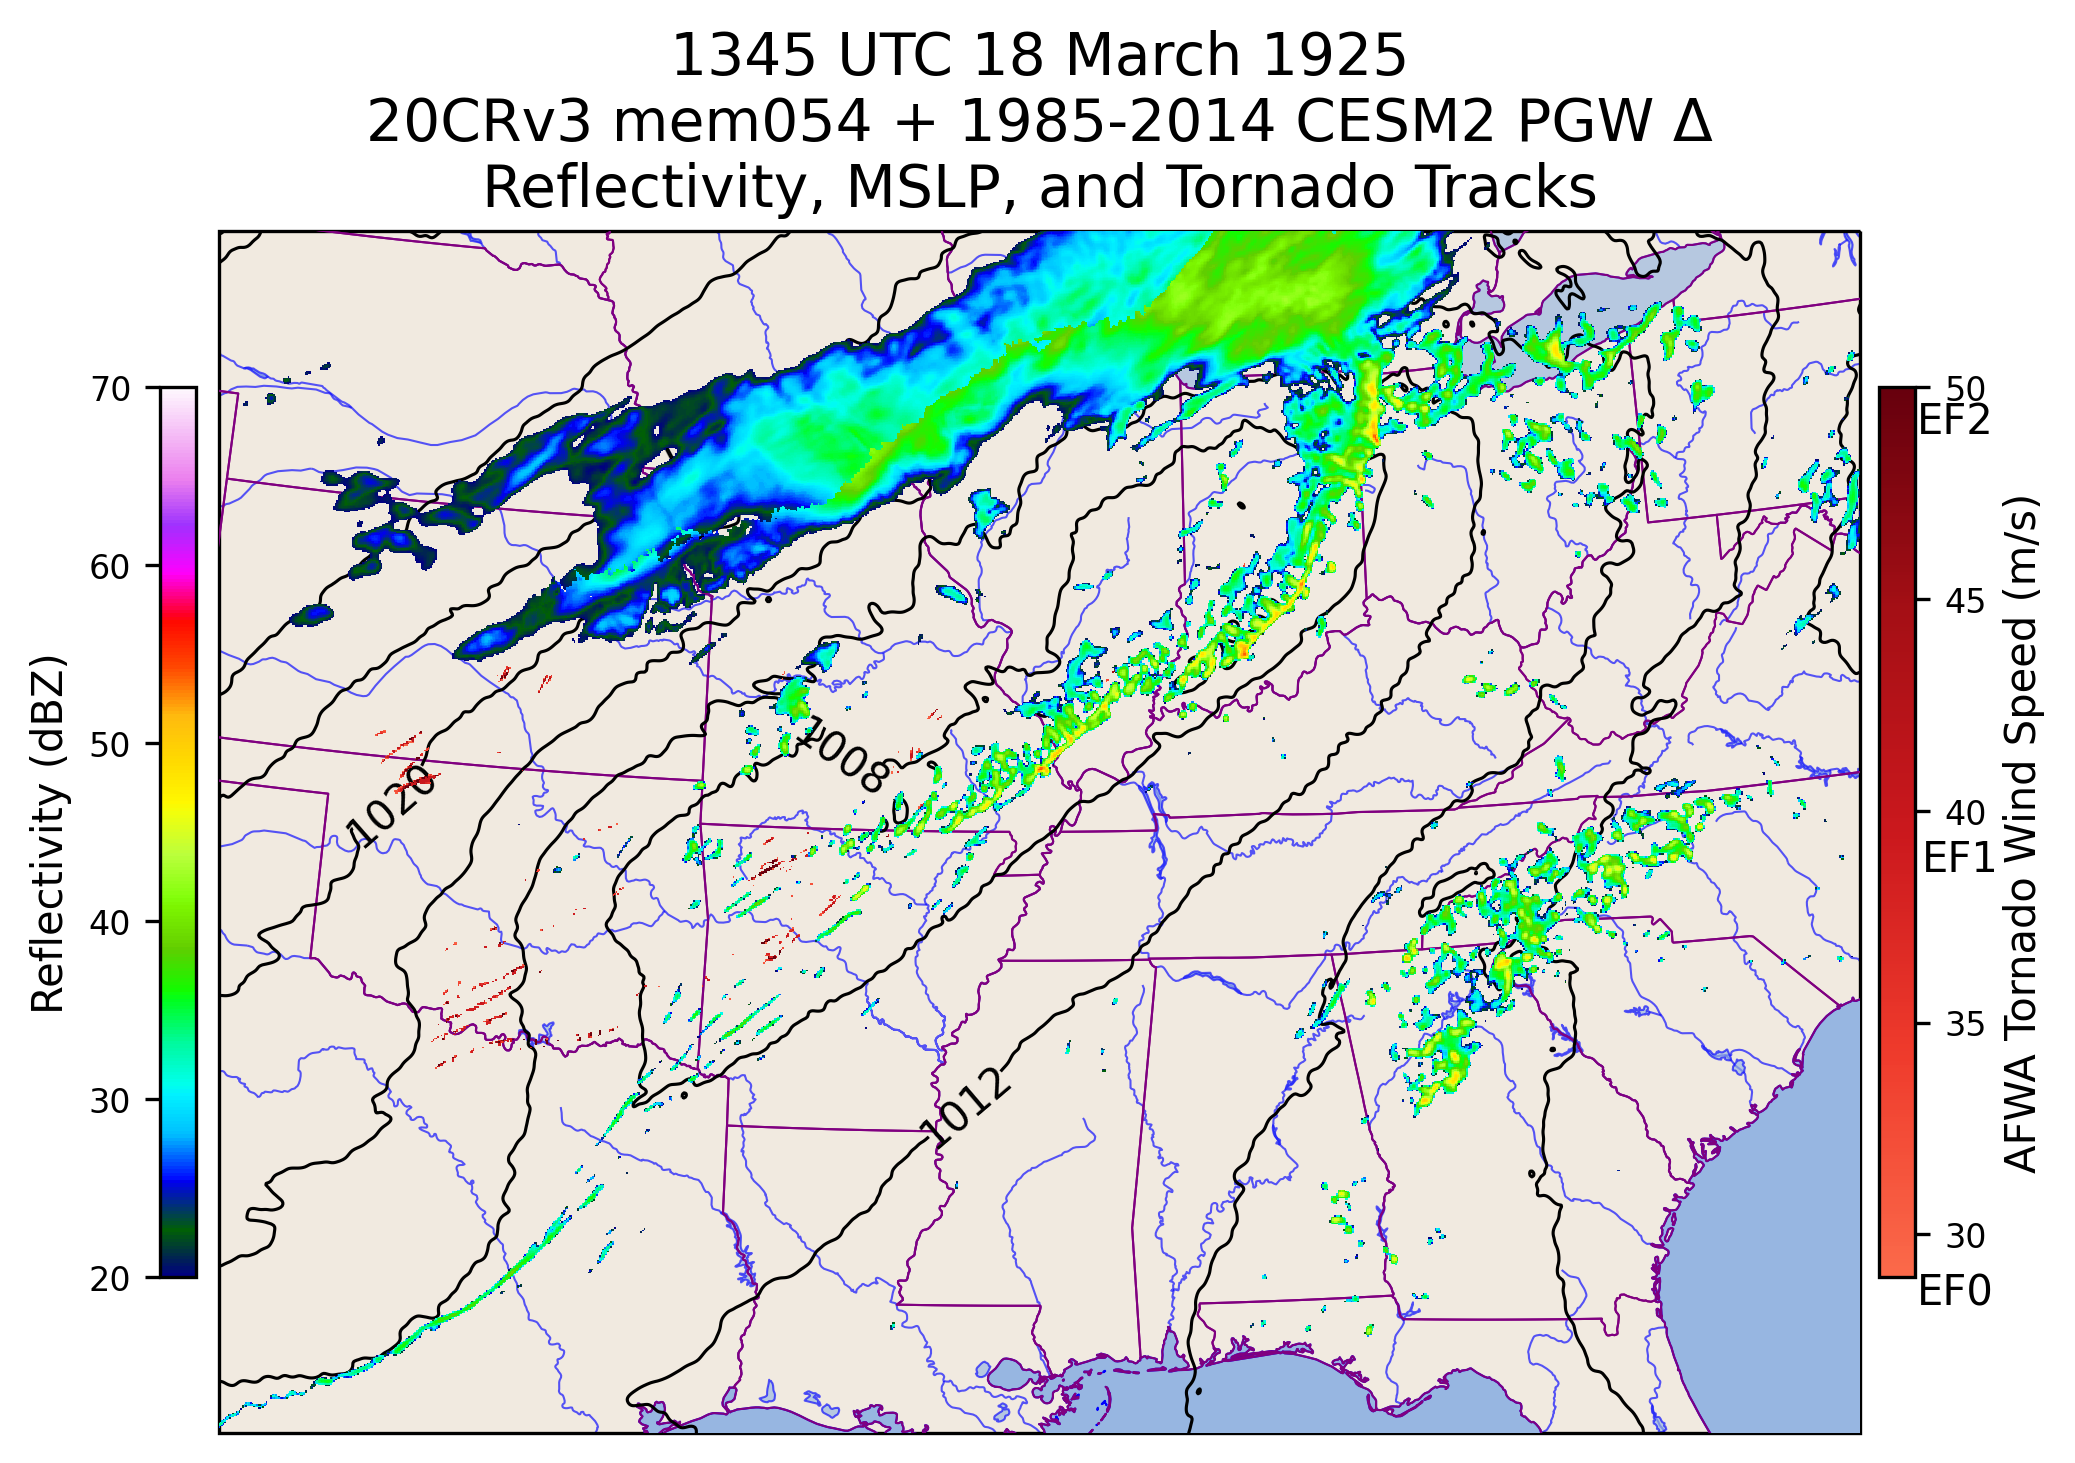 1345 UTC 18 March 1925
20CRv3 mem054 + 1985-2014 CESM2 PGW Δ
Reflectivity, MSLP, and Tornado Tracks
Reflectivity (dBZ)
70
60
50
40
30
20
1020
1008
1012
50
EF2
45
40
EF1
35
30
EF0
AFWA Tornado Wind Speed (m/s)